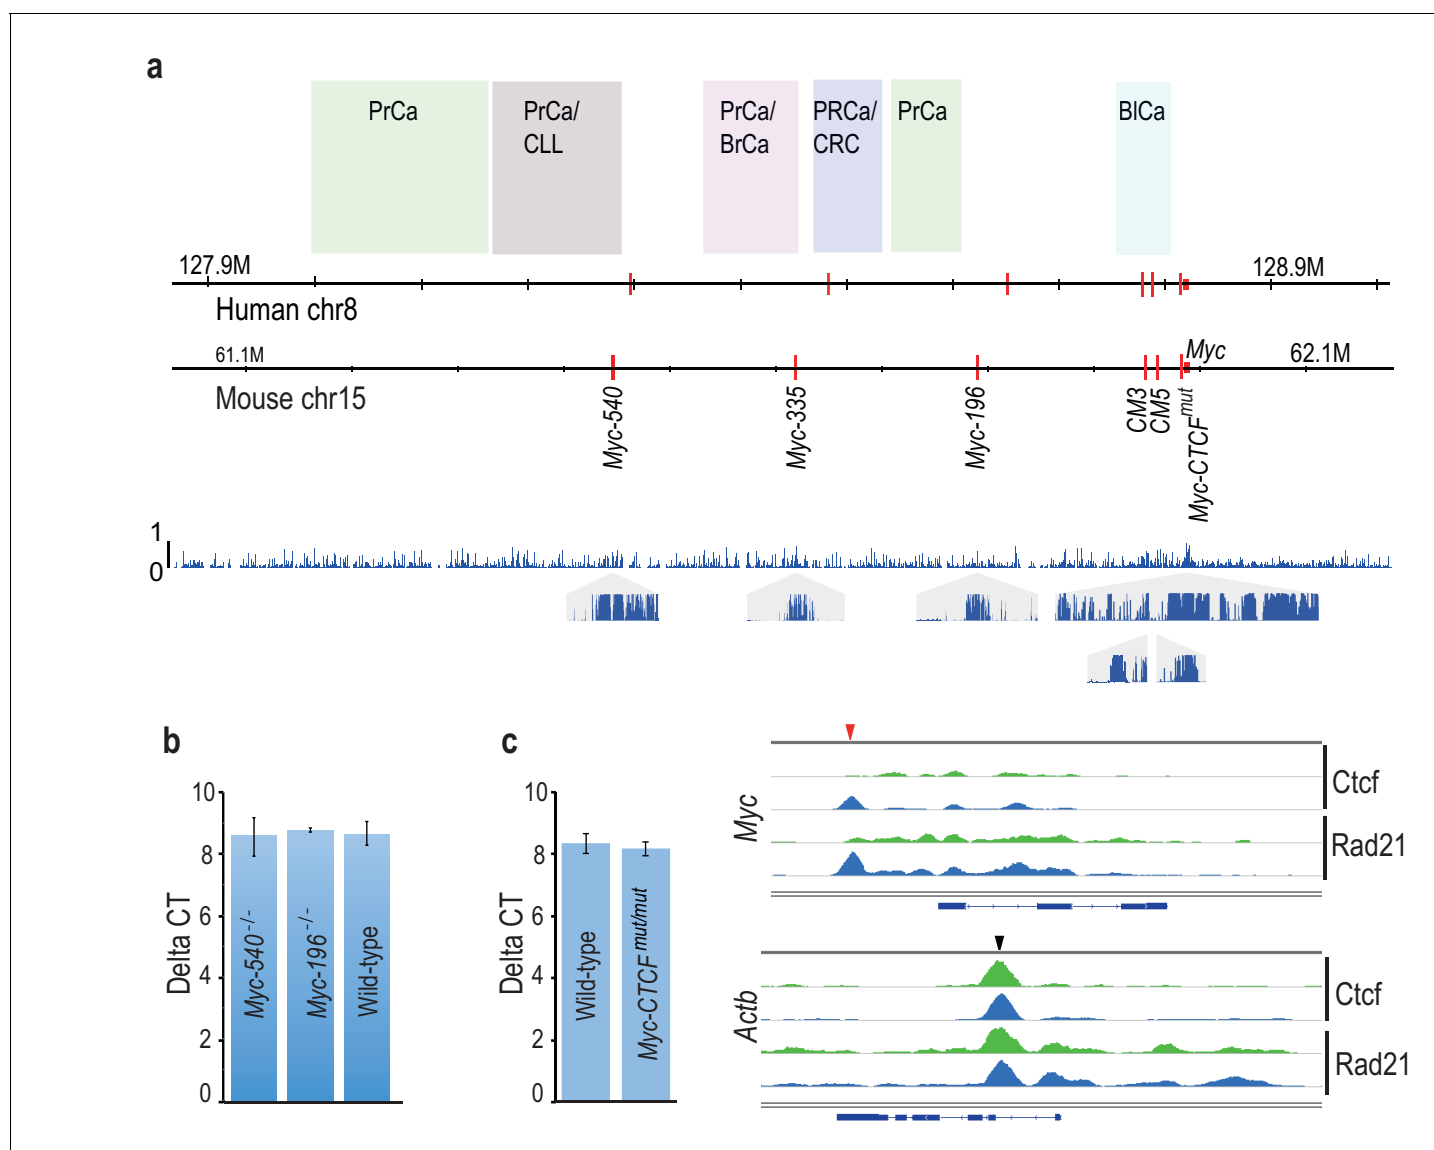 a
PrCa
PrCa/
CLL
PrCa/
BrCa
PRCa/
CRC
PrCa
BlCa
127.9M
128.9M
Human chr8
61.1M
Myc
62.1M
Mouse chr15
Myc-540
Myc-335
Myc-196
CM3
CM5
Myc-CTCF^mut
1
0
b
Delta CT
10
8
6
4
2
0
Myc-540^-/-
Myc-196^-/-
Wild-type
c
Delta CT
10
8
6
4
2
0
Wild-type
Myc-CTCF^mut/mut
Myc
Ctcf
Rad21
Actb
Ctcf
Rad21